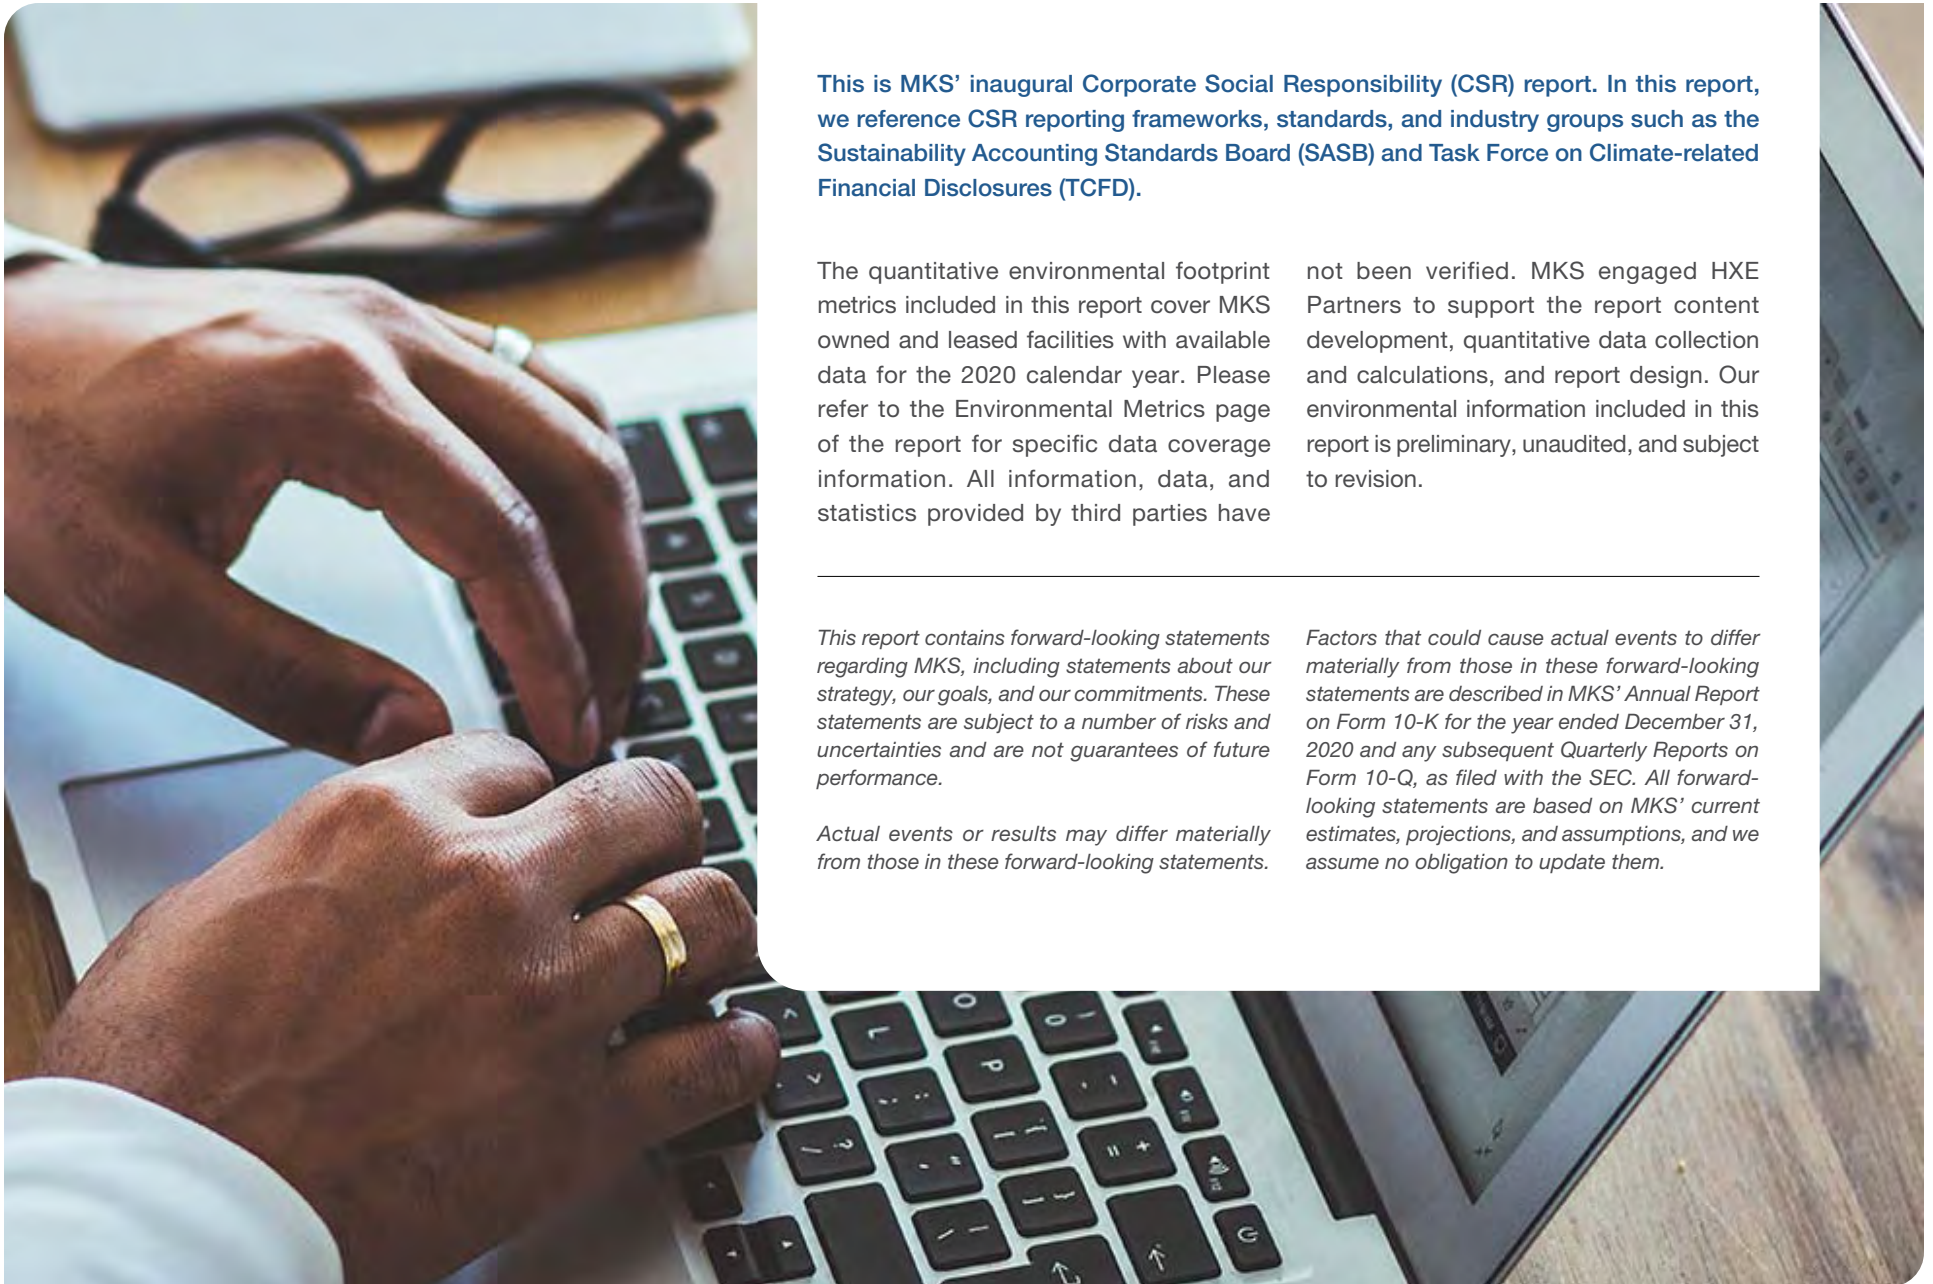 This is MKS’ inaugural Corporate Social Responsibility (CSR) report. In this report,
we reference CSR reporting frameworks, standards, and industry groups such as the
Sustainability Accounting Standards Board (SASB) and Task Force on Climate-related
Financial Disclosures (TCFD).
The quantitative environmental footprint
metrics included in this report cover MKS
owned and leased facilities with available
data for the 2020 calendar year. Please
refer to the Environmental Metrics page
of the report for specific data coverage
information. All information, data, and
statistics provided by third parties have
not been verified. MKS engaged HXE
Partners to support the report content
development, quantitative data collection
and calculations, and report design. Our
environmental information included in this
report is preliminary, unaudited, and subject
to revision.
This report contains forward-looking statements
regarding MKS, including statements about our
strategy, our goals, and our commitments. These
statements are subject to a number of risks and
uncertainties and are not guarantees of future
performance.
Actual events or results may differ materially
from those in these forward-looking statements.
Factors that could cause actual events to differ
materially from those in these forward-looking
statements are described in MKS’ Annual Report
on Form 10-K for the year ended December 31,
2020 and any subsequent Quarterly Reports on
Form 10-Q, as filed with the SEC. All forward-
looking statements are based on MKS’ current
estimates, projections, and assumptions, and we
assume no obligation to update them.